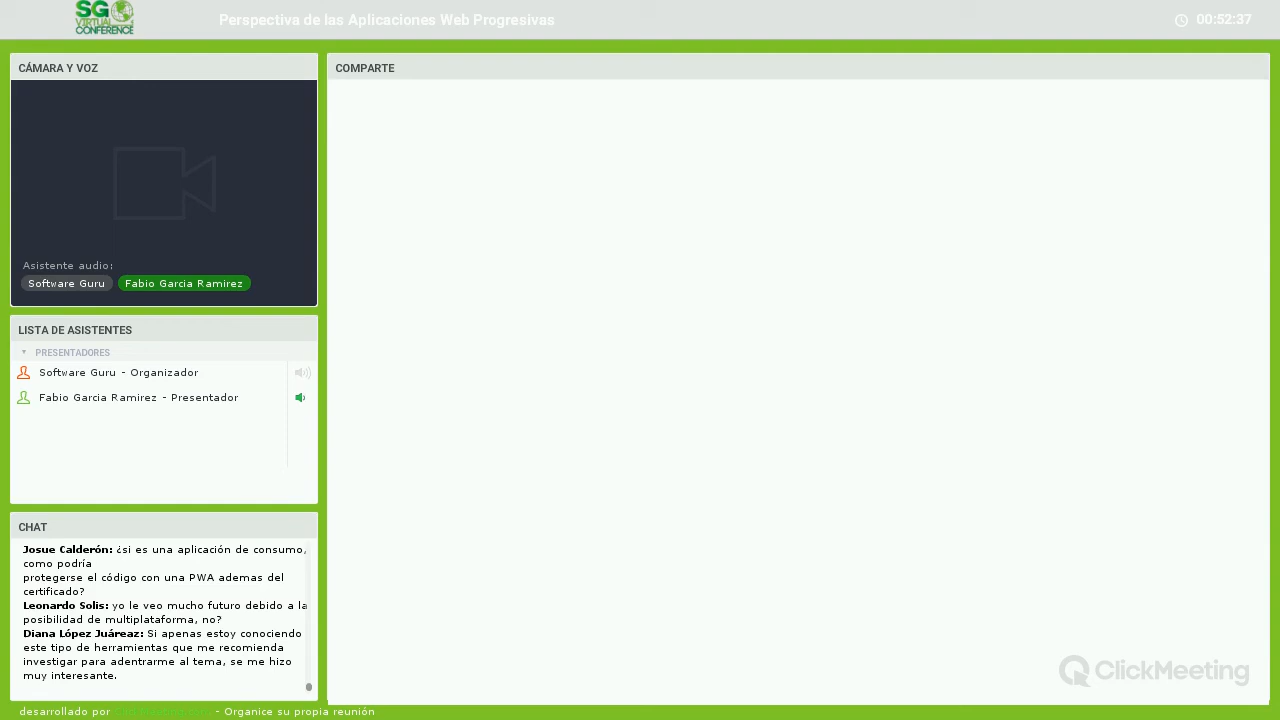 SG
VIRTUAL
CONFERENCE
Perspectiva de las Aplicaciones Web Progresivas
00:52:37
CÁMARA Y VOZ
Asistente audio:
Software Guru
Fabio Garcia Ramirez
LISTA DE ASISTENTES
PRESENTADORES
Software Guru - Organizador
Fabio Garcia Ramirez - Presentador
CHAT
Josue Calderón: ¿si es una aplicación de consumo,
como podría
protegerse el código con una PWA ademas del
certificado?
Leonardo Solis: yo le veo mucho futuro debido a la
posibilidad de multiplataforma, no?
Diana López Juáreaz: Si apenas estoy conociendo
este tipo de herramientas que me recomienda
investigar para adentrarme al tema, se me hizo
muy interesante.
COMPARTE
ClickMeeting
desarrollado por - Organice su propia reunión